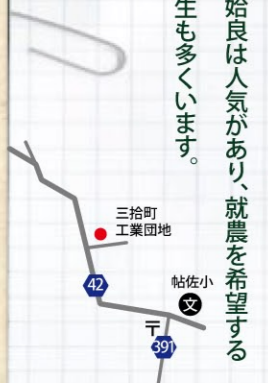 始良は人気があり、就農を希望する
生も多くいます。
三拾町
工業団地
42
帖佐小
文
〒
391